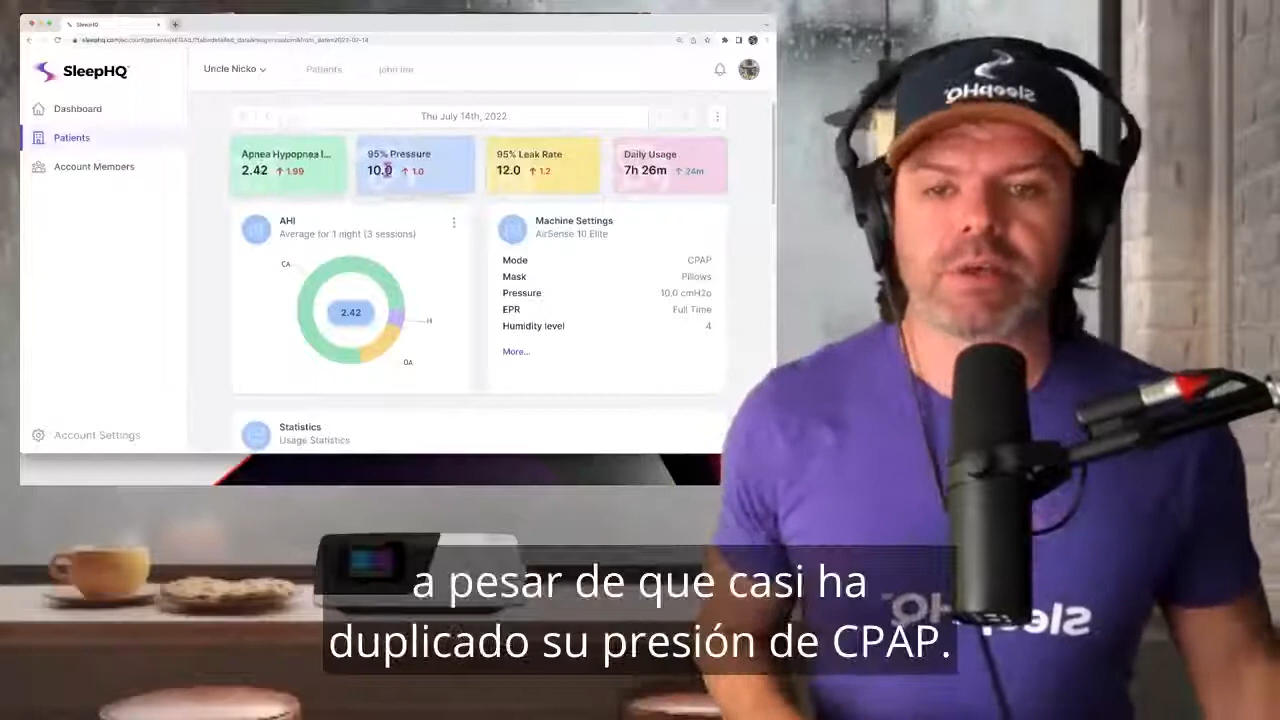 SleepHQ
SleepHQ
Uncle Nicko
Patients
john lee
Dashboard
Patients
Account Members
Account Settings
Thu July 14th, 2022
Apnea Hypopnea I...
2.42 ↑ 1.99
95% Pressure
10.0 ↑ 1.0
95% Leak Rate
12.0 ↑ 1.2
Daily Usage
7h 26m ↑ 24m
AHI
Average for 1 night (3 sessions)
CA
2.42
H
OA
Machine Settings
AirSense 10 Elite
Mode CPAP
Mask Pillows
Pressure 10.0 cmH2o
EPR Full Time
Humidity level 4
More...
Statistics
Usage Statistics
SleepHQ
SleepHQ
a pesar de que casi ha
duplicado su presión de CPAP.